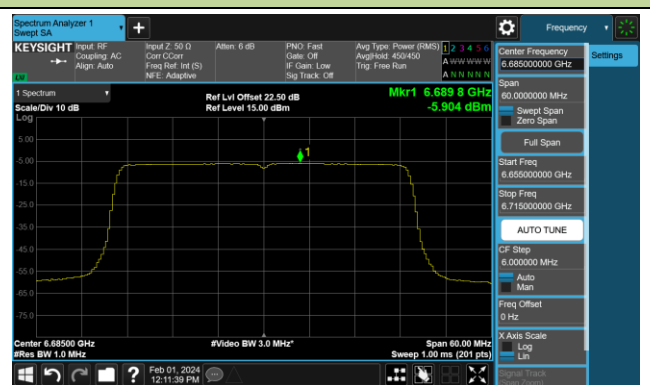 Spectrum Analyzer 1
Swept SA
+
Frequency
KEYSIGHT
Input: RF
Coupling: AC
Align: Auto
Input Z: 50 Ω
Corr CCorr
Freq Ref: Int (S)
NFE: Adaptive
Atten: 6 dB
PNO: Fast
Gate: Off
IF Gain: Low
Sig Track: Off
Avg Type: Power (RMS)
Avg|Hold: 450/450
Trig: Free Run
1 2 3 4 5 6
A W W W W W
A N N N N N
LW
1 Spectrum
Scale/Div 10 dB
Log
Ref Lvl Offset 22.50 dB
Ref Level 15.00 dBm
Mkr1 6.689 8 GHz
-5.904 dBm
5.00
-5.00
-15.0
-25.0
-35.0
-45.0
-55.0
-65.0
-75.0
1
Center 6.68500 GHz
#Res BW 1.0 MHz
#Video BW 3.0 MHz*
Span 60.00 MHz
Sweep 1.00 ms (201 pts)
Feb 01, 2024
12:11:39 PM
?
Center Frequency
6.685000000 GHz
Span
60.0000000 MHz
Swept Span
Zero Span
Full Span
Start Freq
6.655000000 GHz
Stop Freq
6.715000000 GHz
AUTO TUNE
CF Step
6.000000 MHz
Auto
Man
Freq Offset
0 Hz
X Axis Scale
Log
Lin
Signal Track
(Span Zoom)
Settings